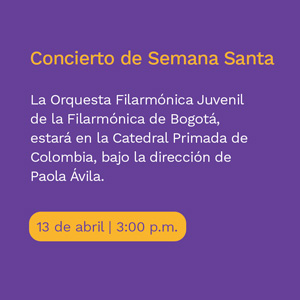 Concierto de Semana Santa
La Orquesta Filarmónica Juvenil
de la Filarmónica de Bogotá,
estará en la Catedral Primada de
Colombia, bajo la dirección de
Paola Ávila.
13 de abril | 3:00 p.m.